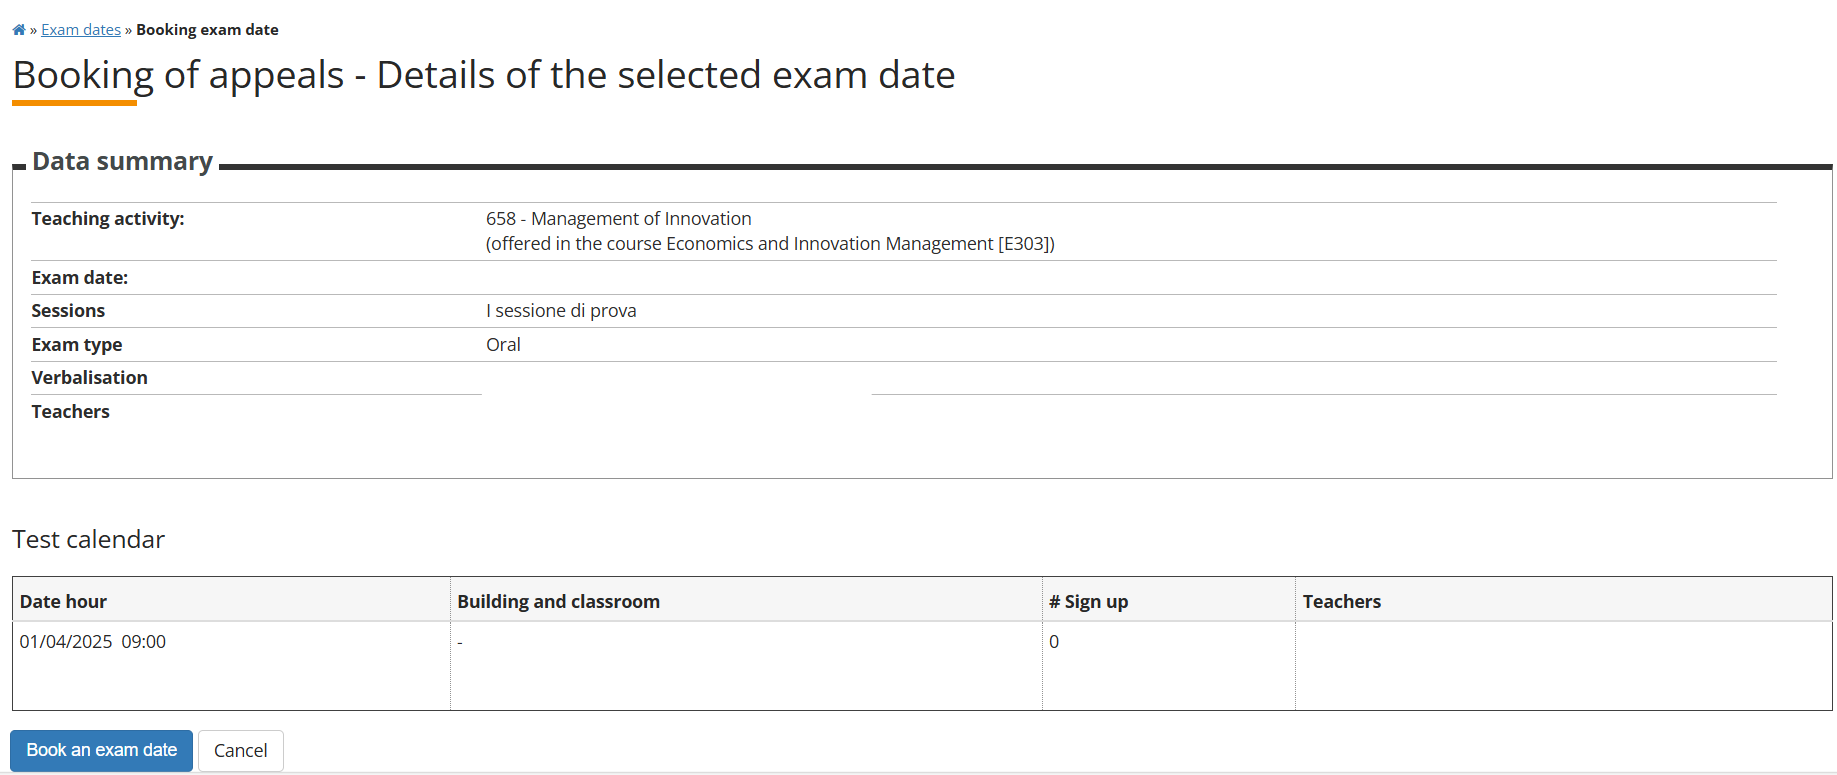 » Exam dates » Booking exam date
Booking of appeals - Details of the selected exam date
Data summary
Teaching activity: 658 - Management of Innovation
(offered in the course Economics and Innovation Management [E303])
Exam date:
Sessions I sessione di prova
Exam type Oral
Verbalisation
Teachers
Test calendar
Date hour Building and classroom # Sign up Teachers
01/04/2025 09:00 - 0
Book an exam date Cancel